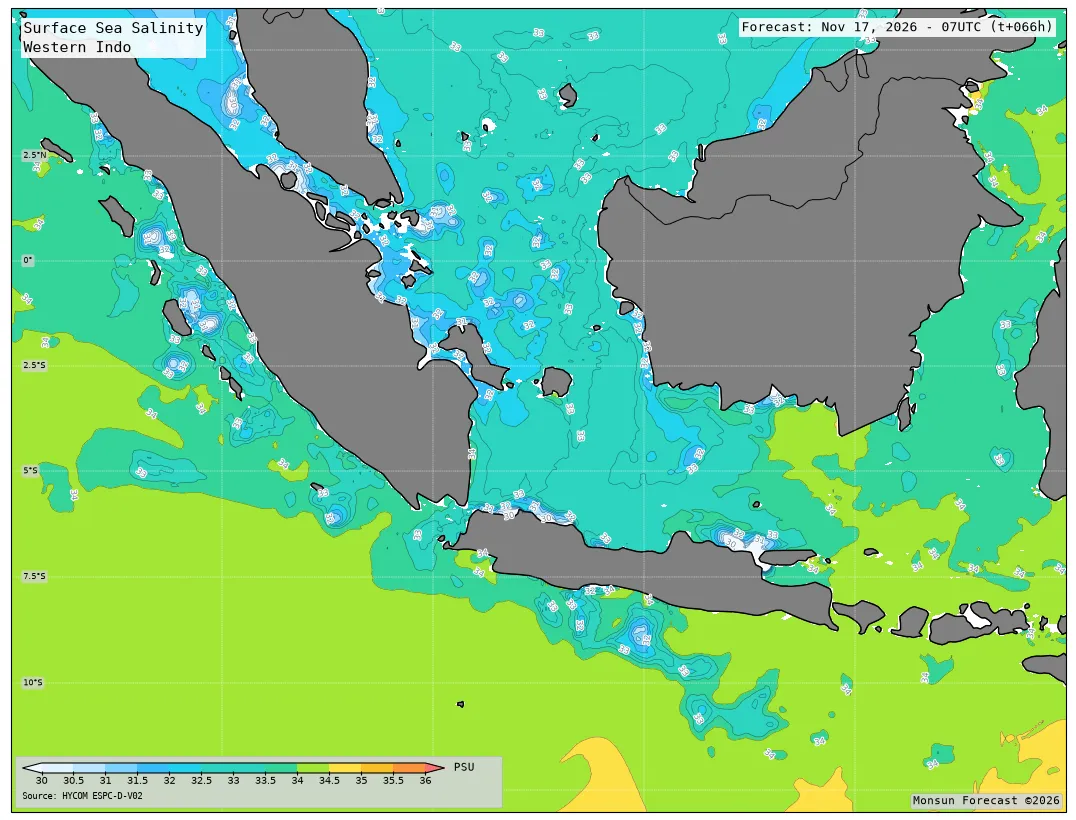 Surface Sea Salinity
Western Indo
Forecast: Nov 17, 2026 - 07UTC (t+066h)
2.5°N
0°
2.5°S
5°S
7.5°S
10°S
PSU
30 30.5 31 31.5 32 32.5 33 33.5 34 34.5 35 35.5 36
Source: HYCOM ESPC-D-V02
Monsun Forecast ©2026